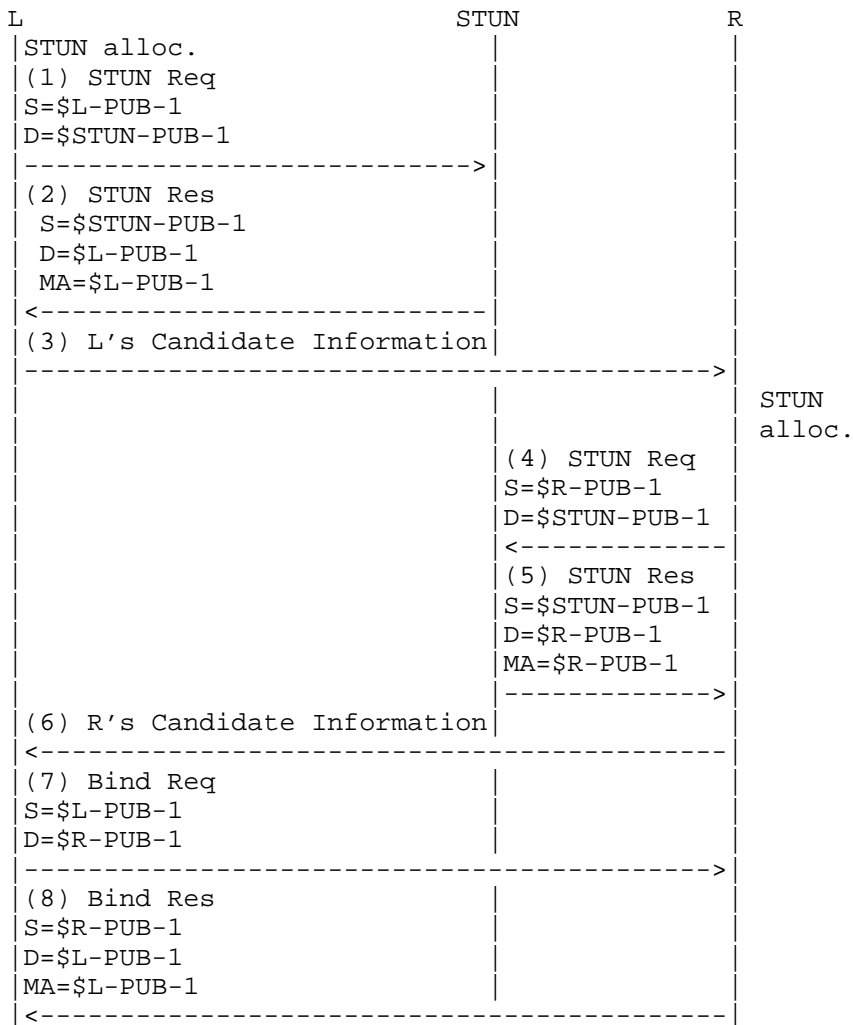 L                           STUN             R
|STUN alloc.                 |              |
|(1) STUN Req                |              |
|S=$L-PUB-1                  |              |
|D=$STUN-PUB-1               |              |
|--------------------------->|              |
|(2) STUN Res                |              |
| S=$STUN-PUB-1              |              |
| D=$L-PUB-1                 |              |
| MA=$L-PUB-1                |              |
|<---------------------------|              |
|(3) L’s Candidate Information|              |
|------------------------------------------>|
|                            |              | STUN
|                            |              | alloc.
|                            |(4) STUN Req  |
|                            |S=$R-PUB-1    |
|                            |D=$STUN-PUB-1 |
|                            |<-------------|
|                            |(5) STUN Res  |
|                            |S=$STUN-PUB-1 |
|                            |D=$R-PUB-1    |
|                            |MA=$R-PUB-1   |
|                            |------------->|
|(6) R’s Candidate Information|              |
|<------------------------------------------|
|(7) Bind Req                |              |
|S=$L-PUB-1                  |              |
|D=$R-PUB-1                  |              |
|------------------------------------------>|
|(8) Bind Res                |              |
|S=$R-PUB-1                  |              |
|D=$L-PUB-1                  |              |
|MA=$L-PUB-1                 |              |
|<------------------------------------------|